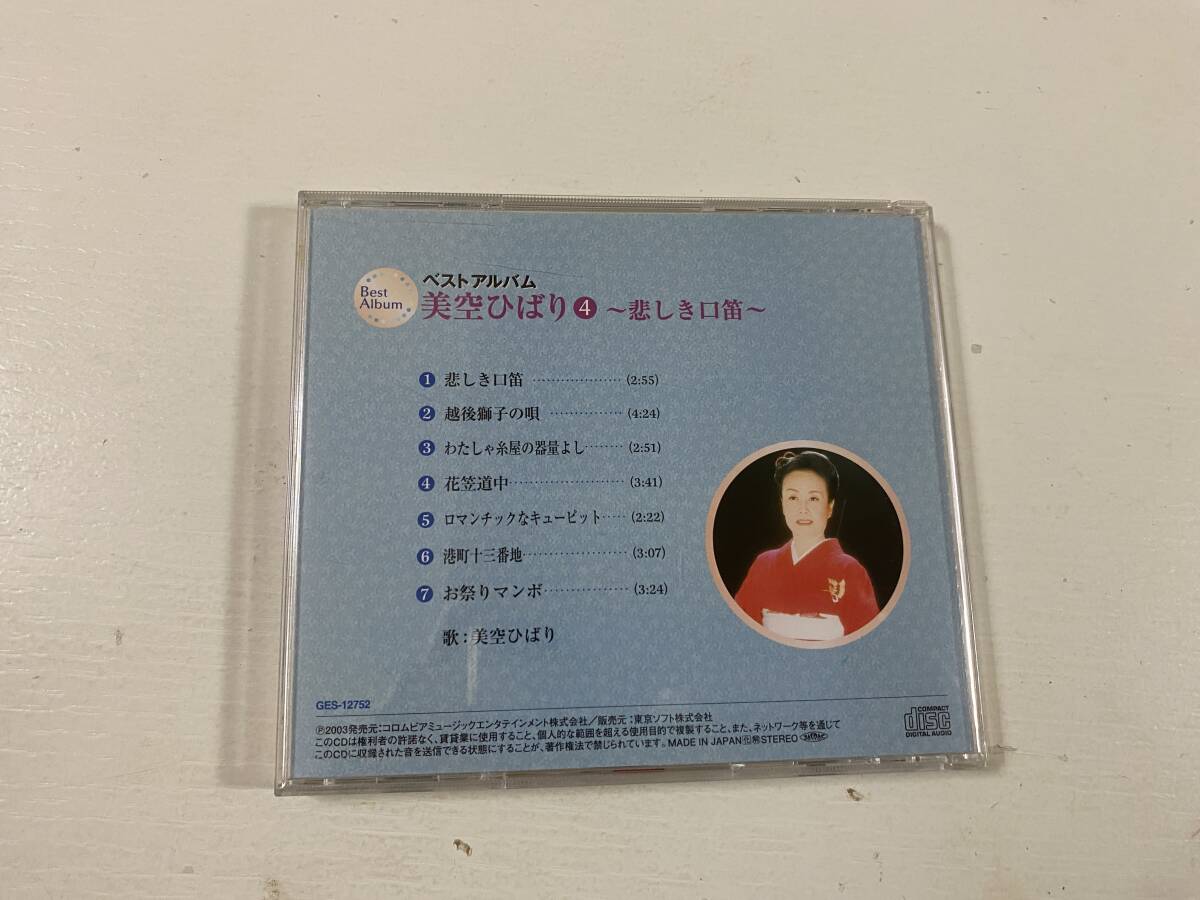 Best
Album
ベストアルバム
美空ひばり4 〜悲しき口笛〜
1 悲しき口笛 ‥‥‥‥‥‥ (2:55)
2 越後獅子の唄 ‥‥‥‥‥ (4:24)
3 わたしゃ糸屋の器量よし‥‥‥ (2:51)
4 花笠道中‥‥‥‥‥‥‥ (3:41)
5 ロマンチックなキューピット‥‥ (2:22)
6 港町十三番地‥‥‥‥‥‥ (3:07)
7 お祭りマンボ‥‥‥‥‥ (3:24)
歌：美空ひばり
GES-12752
℗2003発売元:コロムビアミュージックエンタテインメント株式会社／販売元：東京ソフト株式会社
このCDは権利者の許諾なく、賃貸業に使用すること、個人的な範囲を超える使用目的で複製すること、また、ネットワーク等を通じて
このCDに収録された音を送信できる状態にすることが、著作権法で禁じられています。MADE IN JAPAN STEREO
COMPACT
disc
DIGITAL AUDIO